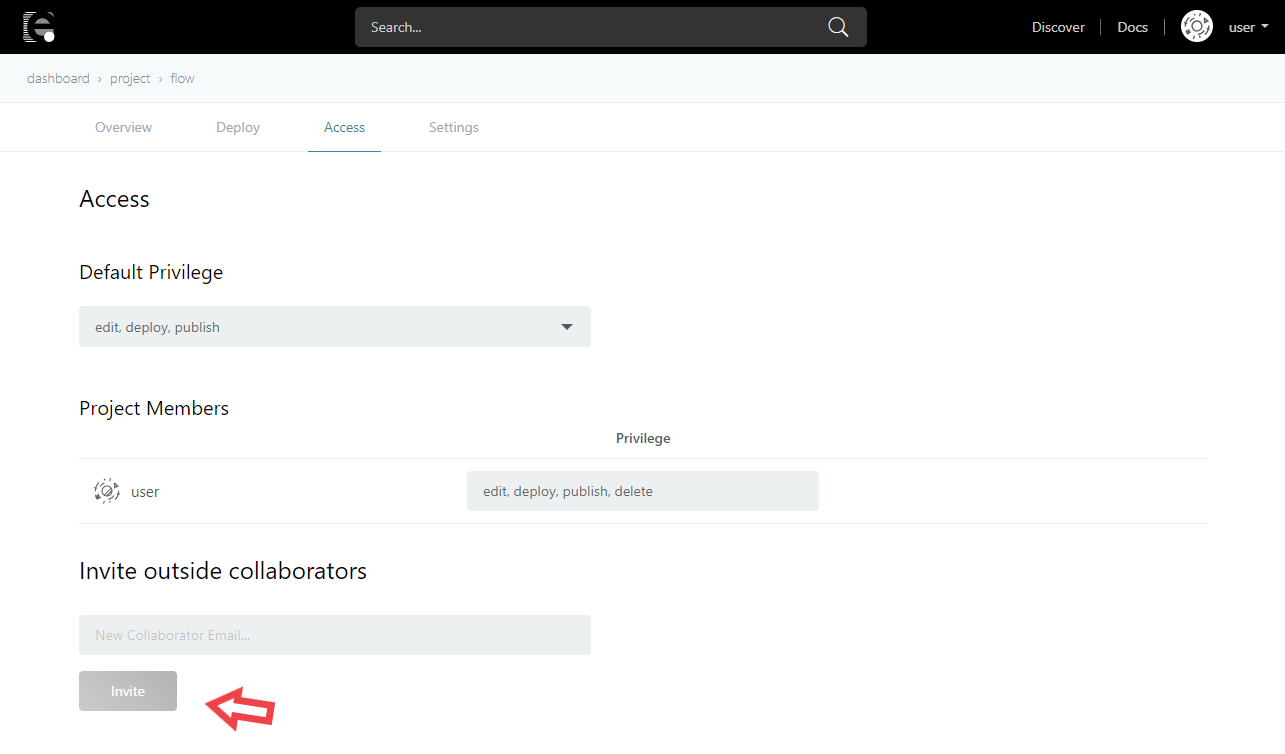 Search...
Discover
Docs
user
dashboard › project › flow
Overview
Deploy
Access
Settings
Access
Default Privilege
edit, deploy, publish
Project Members
Privilege
user
edit, deploy, publish, delete
Invite outside collaborators
New Collaborator Email...
Invite